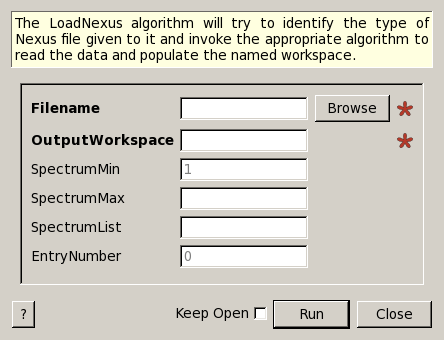 The LoadNexus algorithm will try to identify the type of
Nexus file given to it and invoke the appropriate algorithm to
read the data and populate the named workspace.
Filename Browse *
OutputWorkspace *
SpectrumMin 1
SpectrumMax
SpectrumList
EntryNumber 0
? Keep Open Run Close